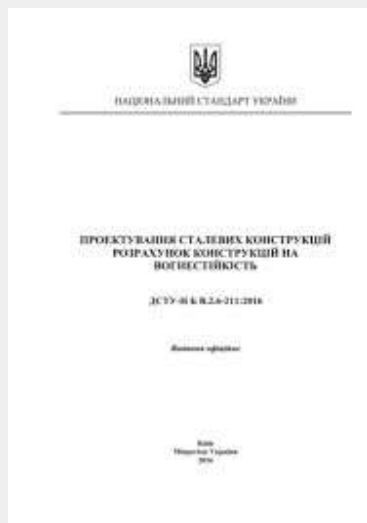 НАЦІОНАЛЬНИЙ СТАНДАРТ УКРАЇНИ
ПРОЕКТУВАННЯ СТАЛЕВИХ КОНСТРУКЦІЙ
РОЗРАХУНОК КОНСТРУКЦІЙ НА
ВОГНЕСТІЙКІСТЬ
ДСТУ-Н Б В.2.6-211:2016
Видання офіційне
Київ
Мінрегіон України
2016